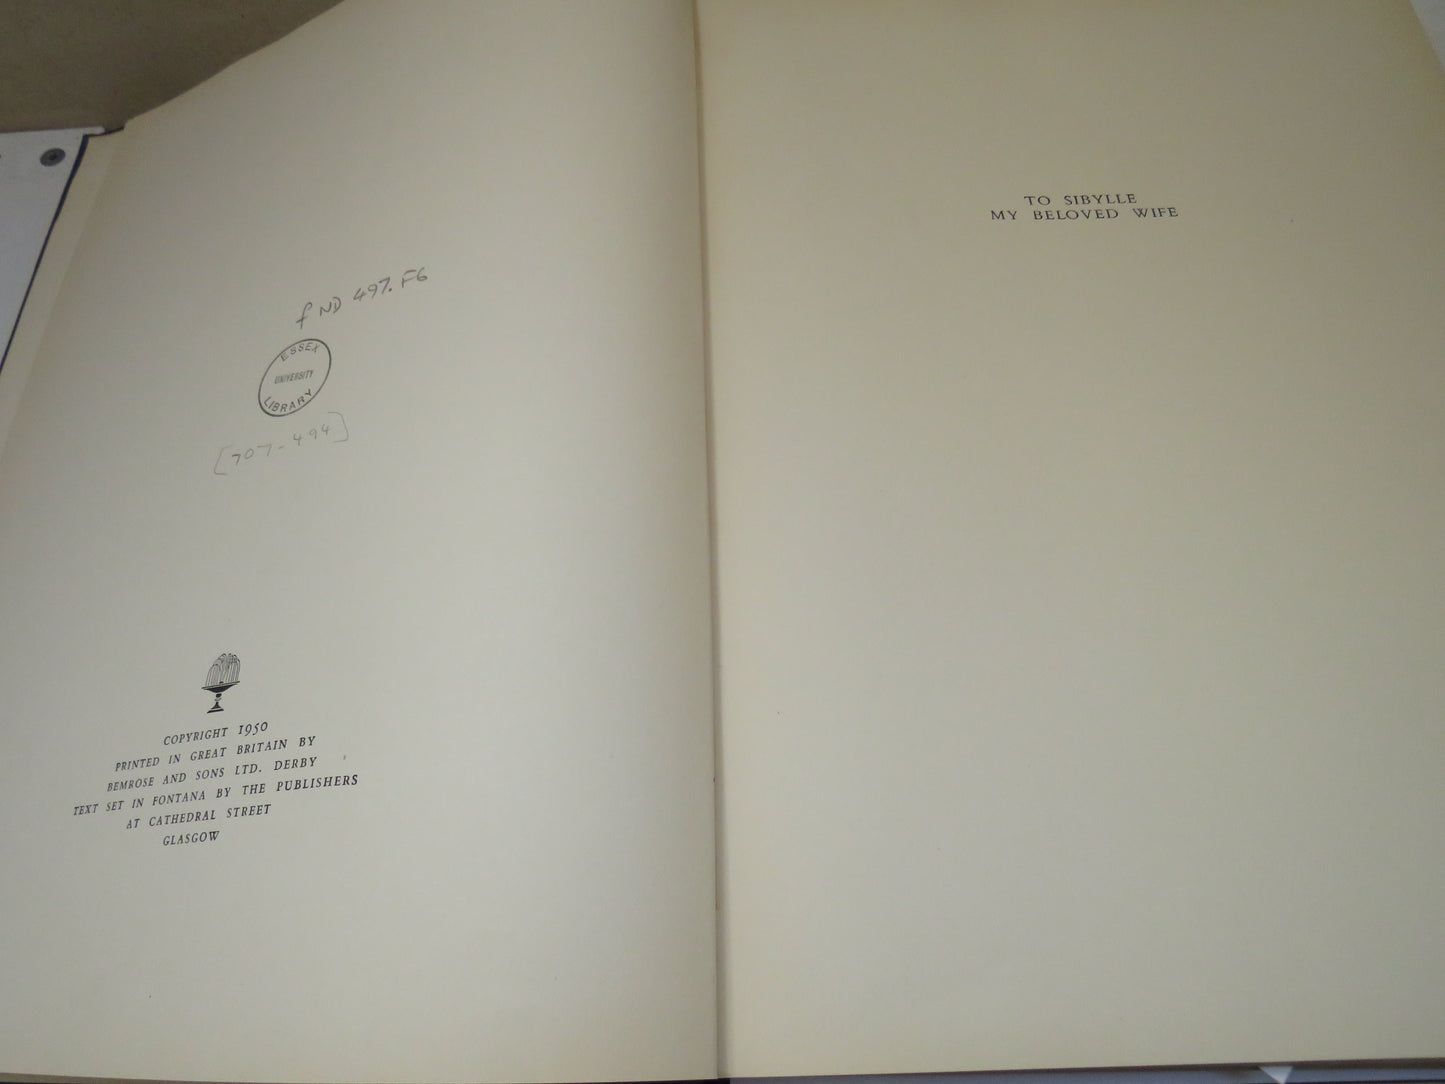 f ND 497.F6
ESSEX
UNIVERSITY
LIBRARY
[707-494]
COPYRIGHT 1950
PRINTED IN GREAT BRITAIN BY
BEMROSE AND SONS LTD. DERBY
TEXT SET IN FONTANA BY THE PUBLISHERS
AT CATHEDRAL STREET
GLASGOW
TO SIBYLLE
MY BELOVED WIFE